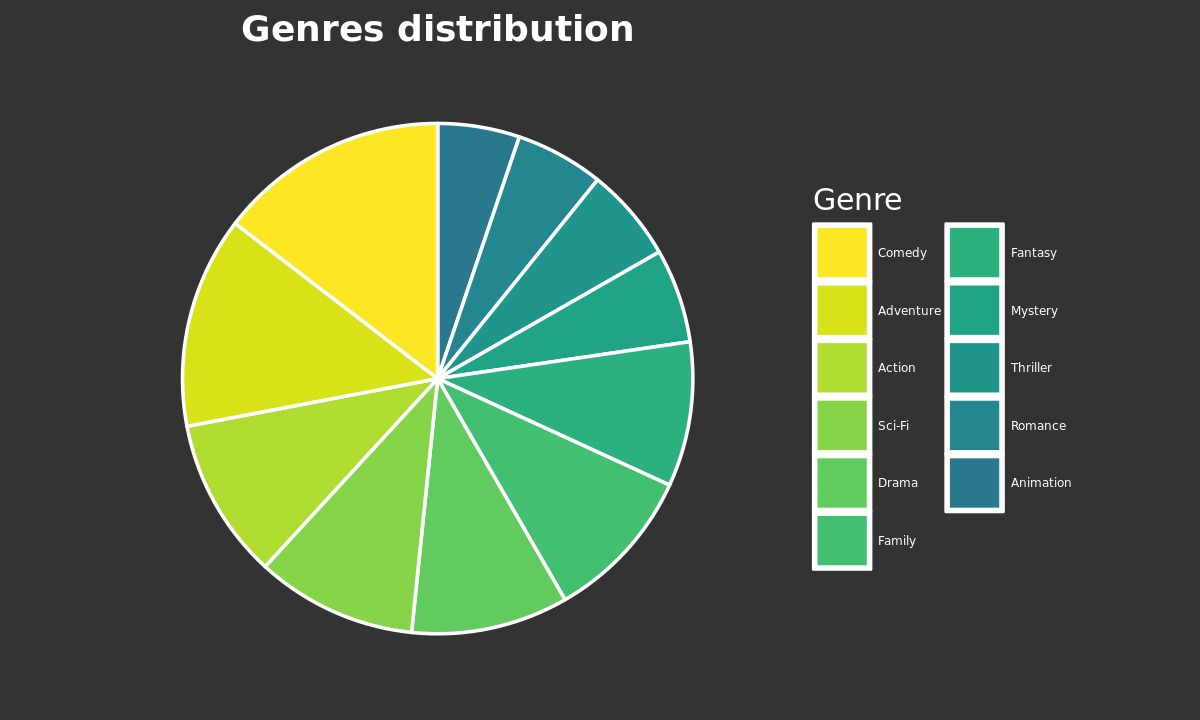 Genres distribution
Genre
Comedy
Adventure
Action
Sci-Fi
Drama
Family
Fantasy
Mystery
Thriller
Romance
Animation